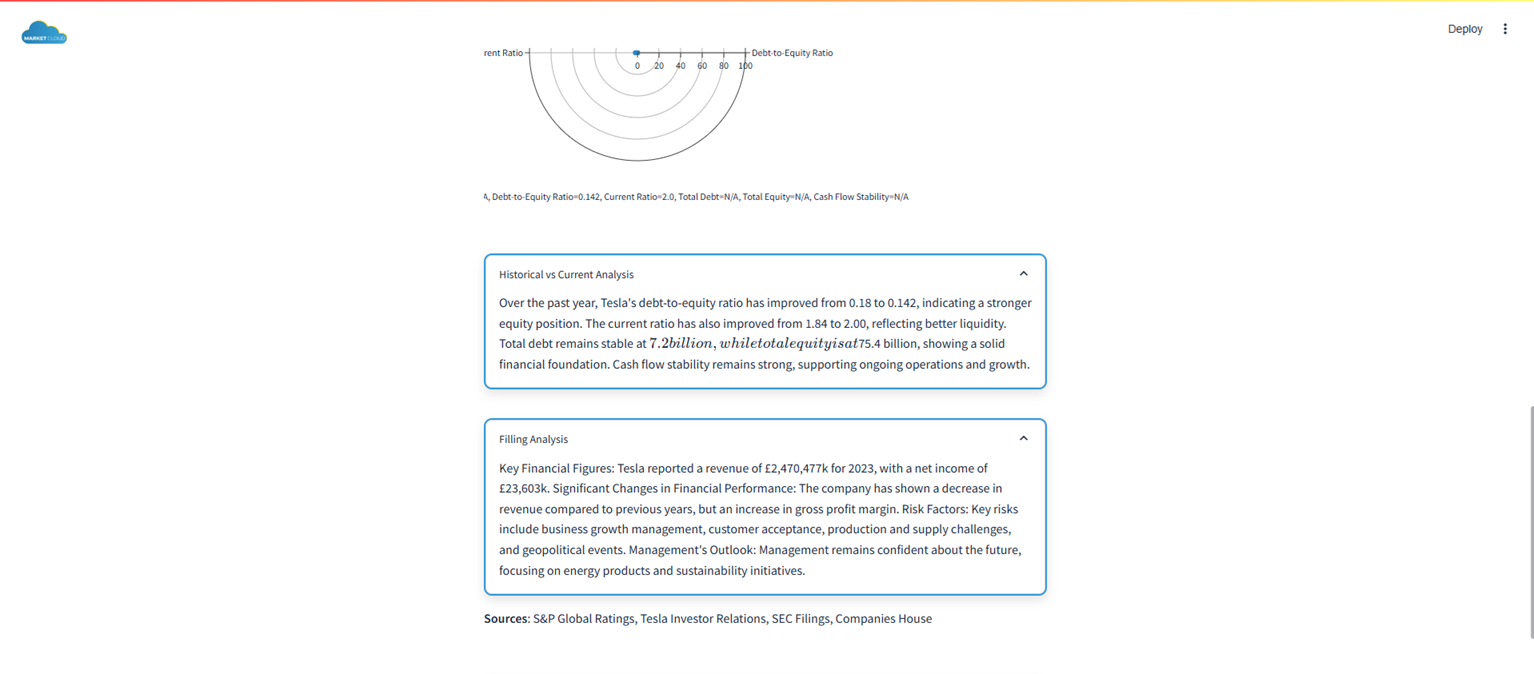 MARKET CLOUD
Deploy
rent Ratio
Debt-to-Equity Ratio
0 20 40 60 80 100
A, Debt-to-Equity Ratio=0.142, Current Ratio=2.0, Total Debt=N/A, Total Equity=N/A, Cash Flow Stability=N/A
Historical vs Current Analysis
Over the past year, Tesla's debt-to-equity ratio has improved from 0.18 to 0.142, indicating a stronger
equity position. The current ratio has also improved from 1.84 to 2.00, reflecting better liquidity.
Total debt remains stable at 7.2billion,whiletotalequityisat75.4 billion, showing a solid
financial foundation. Cash flow stability remains strong, supporting ongoing operations and growth.
Filling Analysis
Key Financial Figures: Tesla reported a revenue of £2,470,477k for 2023, with a net income of
£23,603k. Significant Changes in Financial Performance: The company has shown a decrease in
revenue compared to previous years, but an increase in gross profit margin. Risk Factors: Key risks
include business growth management, customer acceptance, production and supply challenges,
and geopolitical events. Management's Outlook: Management remains confident about the future,
focusing on energy products and sustainability initiatives.
Sources: S&P Global Ratings, Tesla Investor Relations, SEC Filings, Companies House